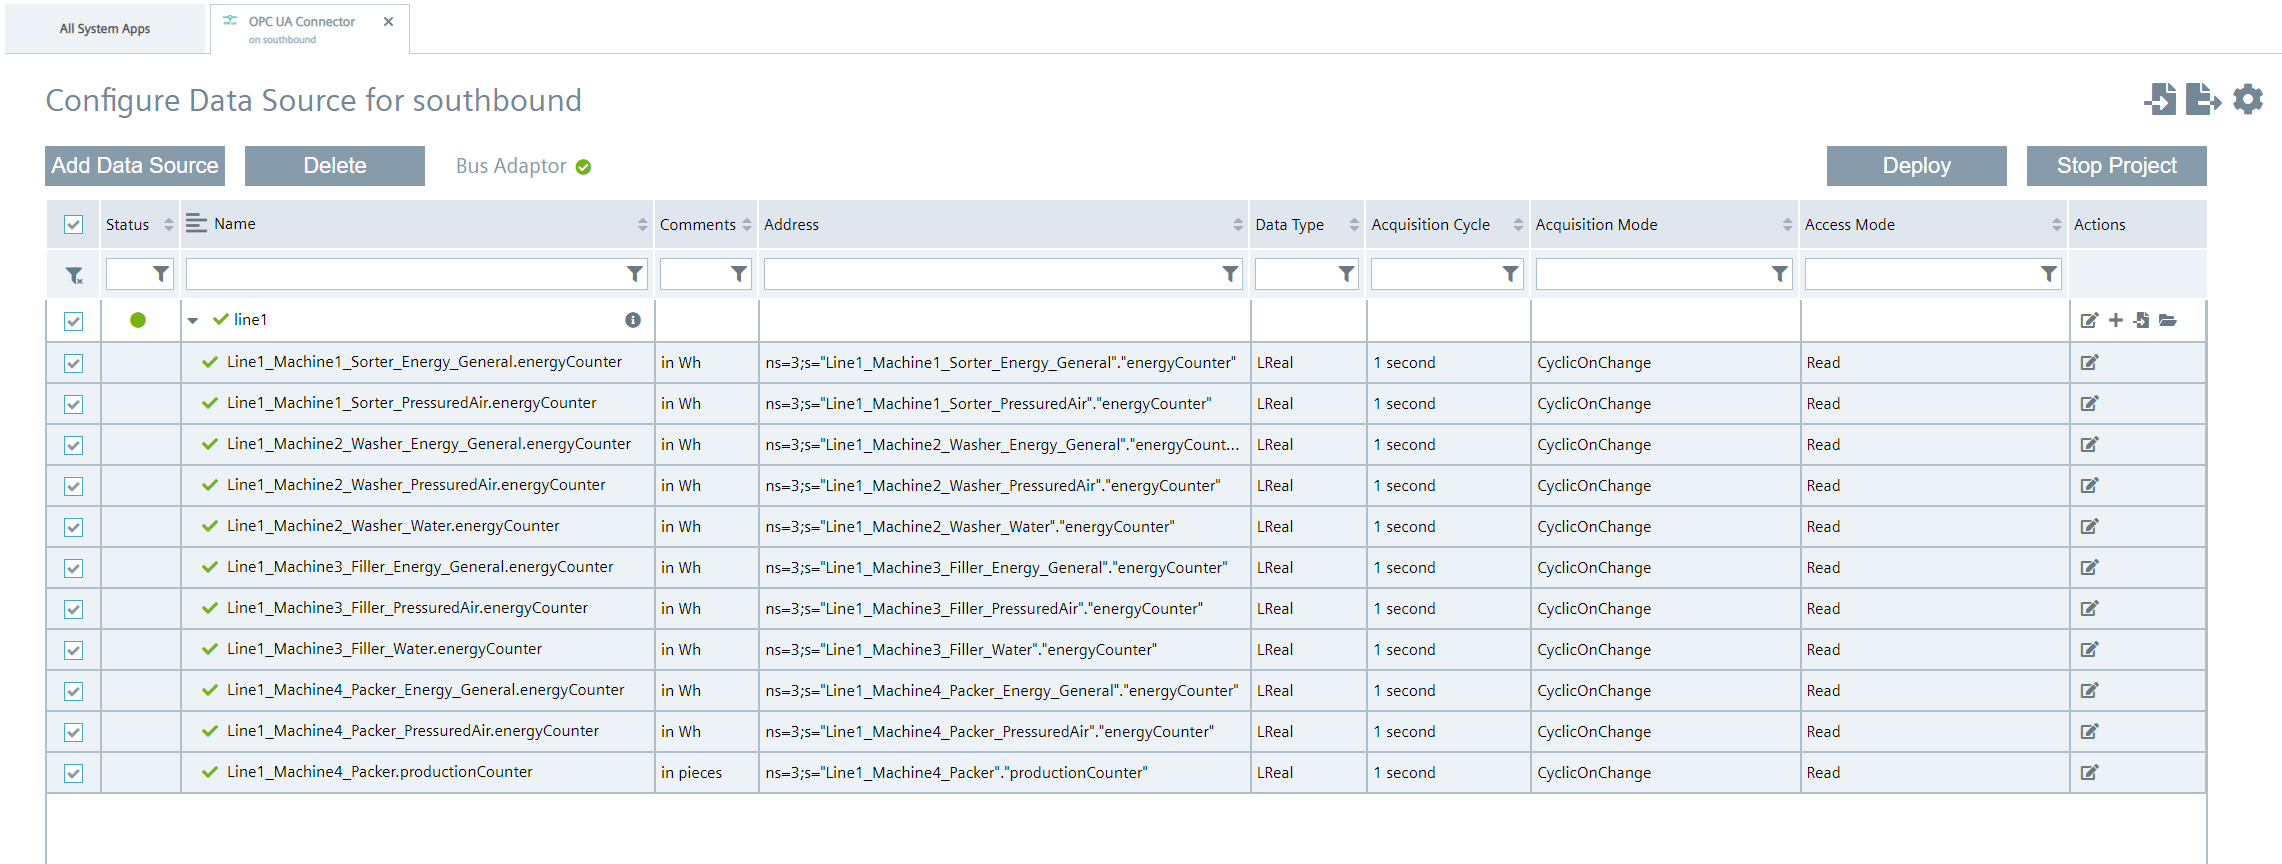 All System Apps
OPC UA Connector
on southbound
Configure Data Source for southbound
Add Data Source Delete Bus Adaptor Deploy Stop Project
Status Name Comments Address Data Type Acquisition Cycle Acquisition Mode Access Mode Actions
line1
Line1_Machine1_Sorter_Energy_General.energyCounter in Wh ns=3;s="Line1_Machine1_Sorter_Energy_General"."energyCounter" LReal 1 second CyclicOnChange Read
Line1_Machine1_Sorter_PressuredAir.energyCounter in Wh ns=3;s="Line1_Machine1_Sorter_PressuredAir"."energyCounter" LReal 1 second CyclicOnChange Read
Line1_Machine2_Washer_Energy_General.energyCounter in Wh ns=3;s="Line1_Machine2_Washer_Energy_General"."energyCount... LReal 1 second CyclicOnChange Read
Line1_Machine2_Washer_PressuredAir.energyCounter in Wh ns=3;s="Line1_Machine2_Washer_PressuredAir"."energyCounter" LReal 1 second CyclicOnChange Read
Line1_Machine2_Washer_Water.energyCounter in Wh ns=3;s="Line1_Machine2_Washer_Water"."energyCounter" LReal 1 second CyclicOnChange Read
Line1_Machine3_Filler_Energy_General.energyCounter in Wh ns=3;s="Line1_Machine3_Filler_Energy_General"."energyCounter" LReal 1 second CyclicOnChange Read
Line1_Machine3_Filler_PressuredAir.energyCounter in Wh ns=3;s="Line1_Machine3_Filler_PressuredAir"."energyCounter" LReal 1 second CyclicOnChange Read
Line1_Machine3_Filler_Water.energyCounter in Wh ns=3;s="Line1_Machine3_Filler_Water"."energyCounter" LReal 1 second CyclicOnChange Read
Line1_Machine4_Packer_Energy_General.energyCounter in Wh ns=3;s="Line1_Machine4_Packer_Energy_General"."energyCounter" LReal 1 second CyclicOnChange Read
Line1_Machine4_Packer_PressuredAir.energyCounter in Wh ns=3;s="Line1_Machine4_Packer_PressuredAir"."energyCounter" LReal 1 second CyclicOnChange Read
Line1_Machine4_Packer.productionCounter in pieces ns=3;s="Line1_Machine4_Packer"."productionCounter" LReal 1 second CyclicOnChange Read